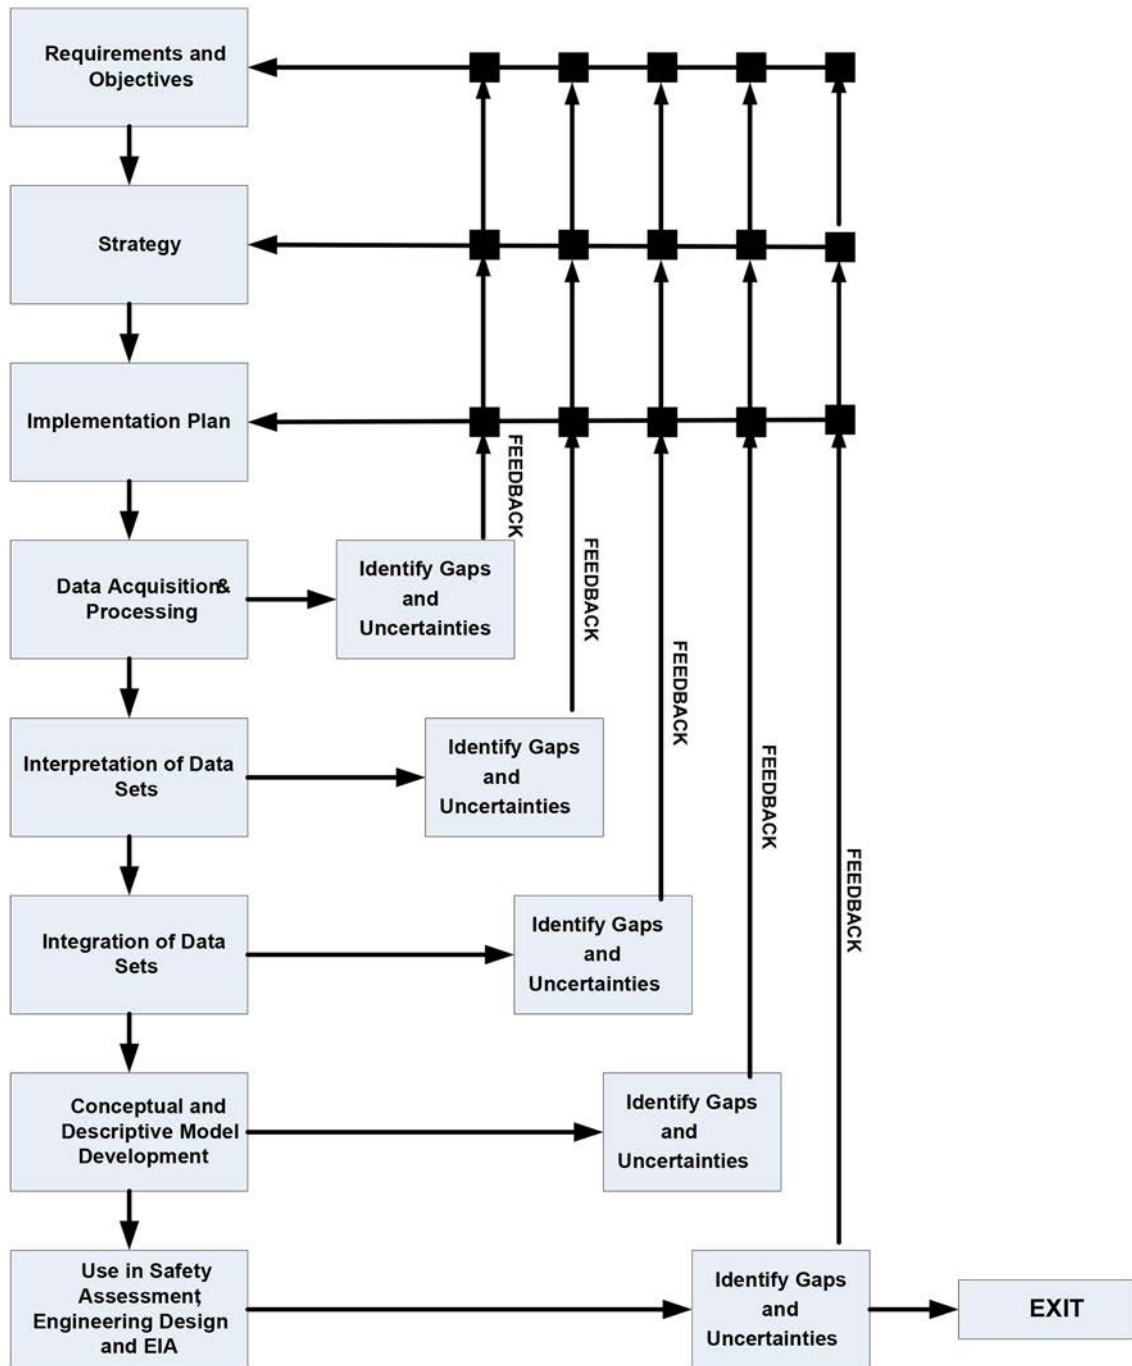 Requirements and
Objectives
Strategy
Implementation Plan
FEEDBACK
Data Acquisition&
Processing
Identify Gaps
and
Uncertainties
FEEDBACK
Interpretation of Data
Sets
Identify Gaps
and
Uncertainties
FEEDBACK
Integration of Data
Sets
Identify Gaps
and
Uncertainties
FEEDBACK
Conceptual and
Descriptive Model
Development
Identify Gaps
and
Uncertainties
FEEDBACK
Use in Safety
Assessment,
Engineering Design
and EIA
Identify Gaps
and
Uncertainties
EXIT